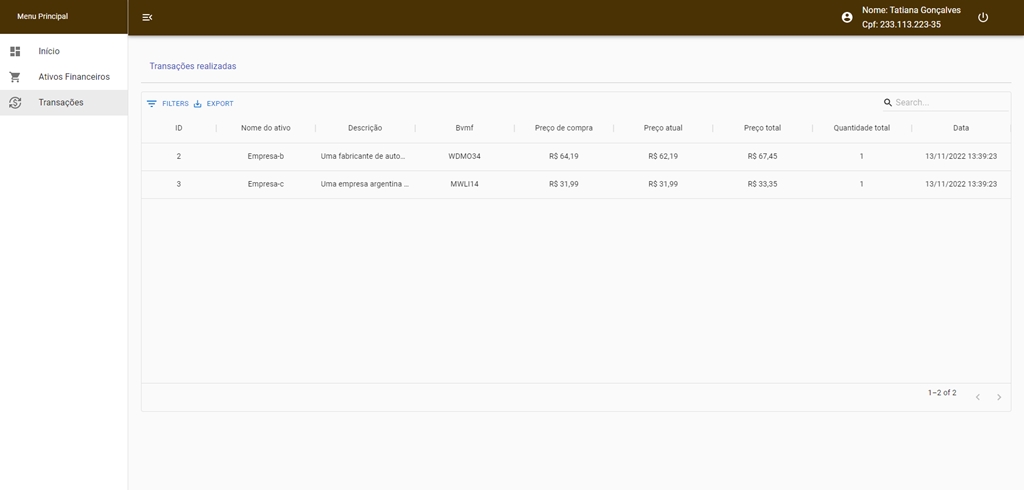 Menu Principal
Nome: Tatiana Gonçalves
Cpf: 233.113.223-35
Início
Ativos Financeiros
Transações
Transações realizadas
FILTERS EXPORT Search...
ID Nome do ativo Descrição Bvmf Preço de compra Preço atual Preço total Quantidade total Data
2 Empresa-b Uma fabricante de auto... WDMO34 R$ 64,19 R$ 62,19 R$ 67,45 1 13/11/2022 13:39:23
3 Empresa-c Uma empresa argentina ... MWLI14 R$ 31,99 R$ 31,99 R$ 33,35 1 13/11/2022 13:39:23
1–2 of 2